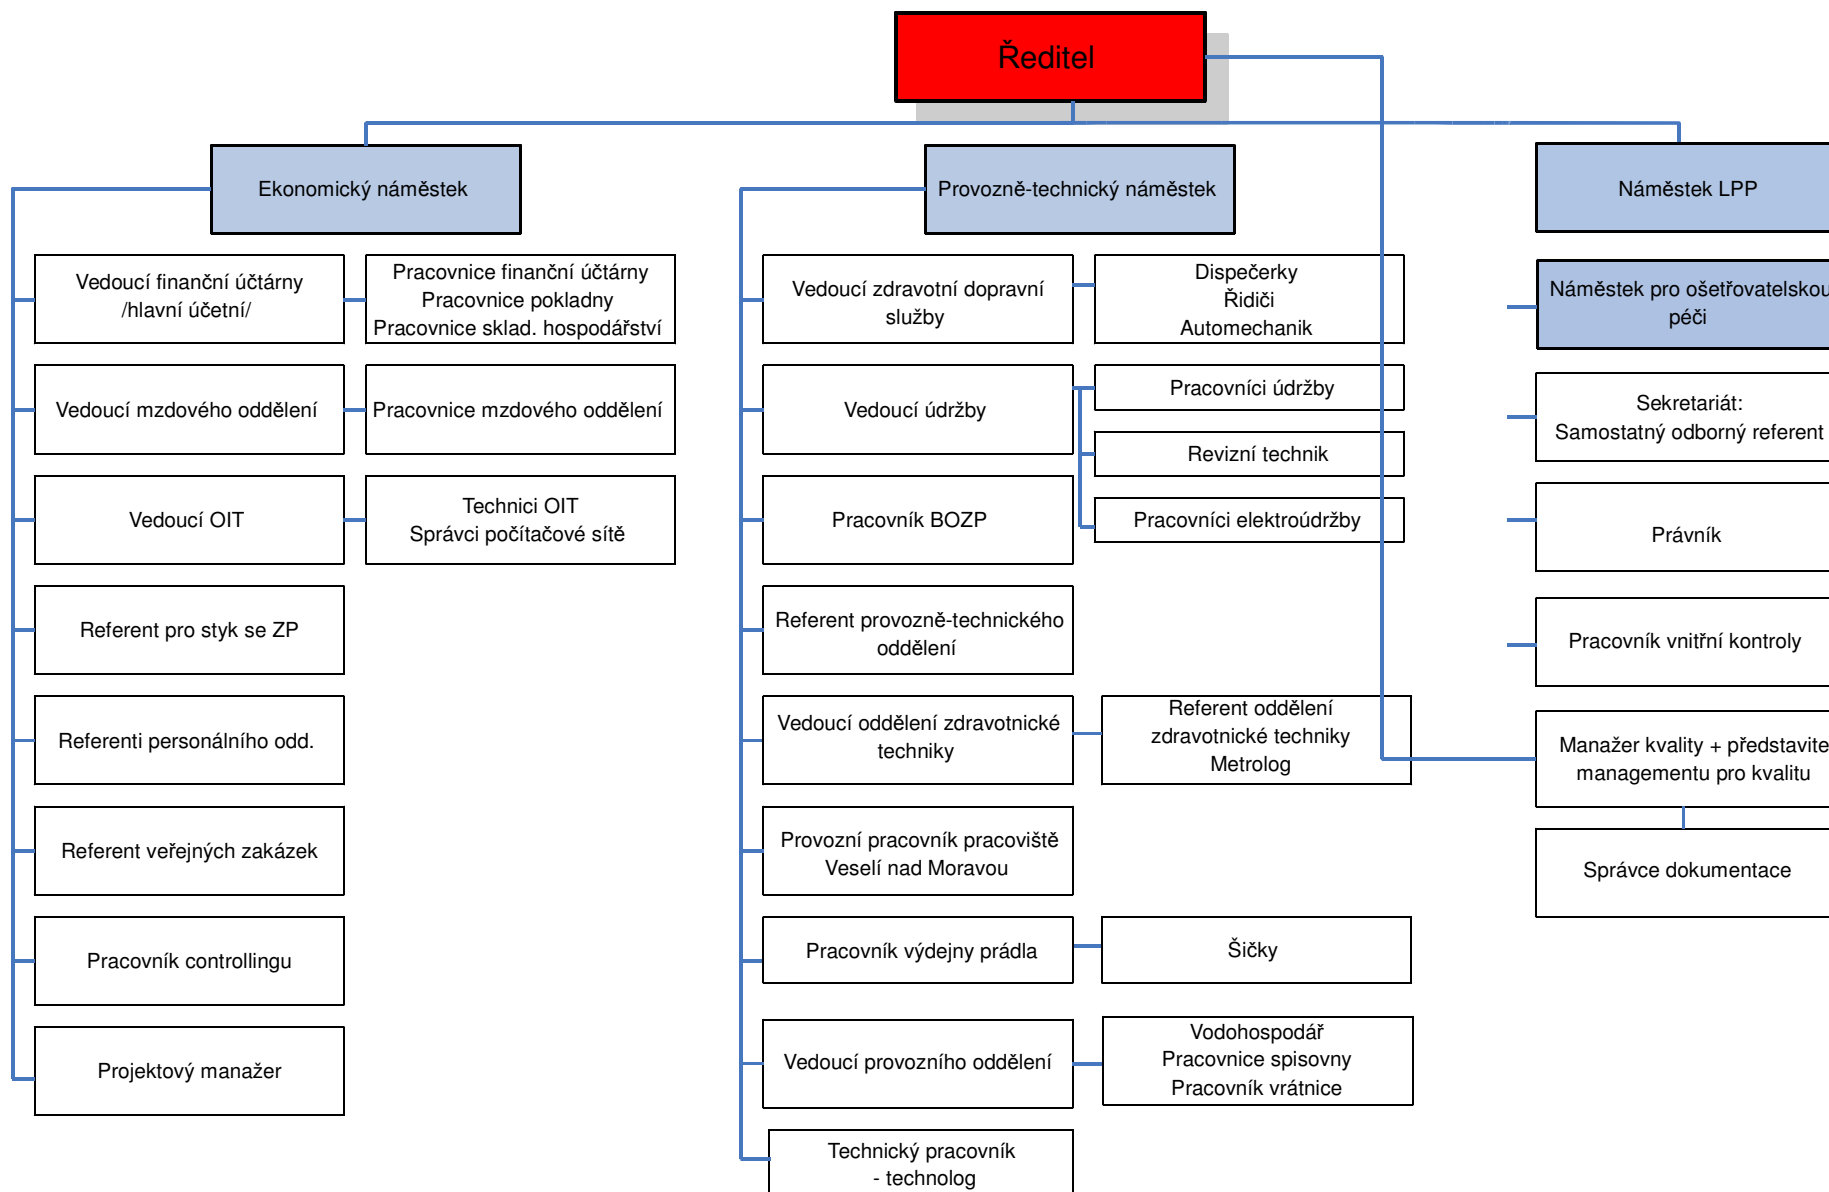 Ředitel
Ekonomický náměstek
Provozně-technický náměstek
Náměstek LPP
Vedoucí finanční účtárny
/hlavní účetní/
Pracovnice finanční účtárny
Pracovnice pokladny
Pracovnice sklad. hospodářství
Vedoucí zdravotní dopravní
služby
Dispečerky
Řidiči
Automechanik
Náměstek pro ošetřovatelskou
péči
Vedoucí mzdového oddělení
Pracovnice mzdového oddělení
Vedoucí údržby
Pracovníci údržby
Revizní technik
Sekretariát:
Samostatný odborný referent
Vedoucí OIT
Technici OIT
Správci počítačové sítě
Pracovník BOZP
Pracovníci elektroúdržby
Právník
Referent pro styk se ZP
Referent provozně-technického
oddělení
Pracovník vnitřní kontroly
Referenti personálního odd.
Vedoucí oddělení zdravotnické
techniky
Referent oddělení
zdravotnické techniky
Metrolog
Manažer kvality + představite
managementu pro kvalitu
Referent veřejných zakázek
Provozní pracovník pracoviště
Veselí nad Moravou
Správce dokumentace
Pracovník controllingu
Pracovník výdejny prádla
Šičky
Projektový manažer
Vedoucí provozního oddělení
Vodohospodář
Pracovnice spisovny
Pracovník vrátnice
Technický pracovník
- technolog